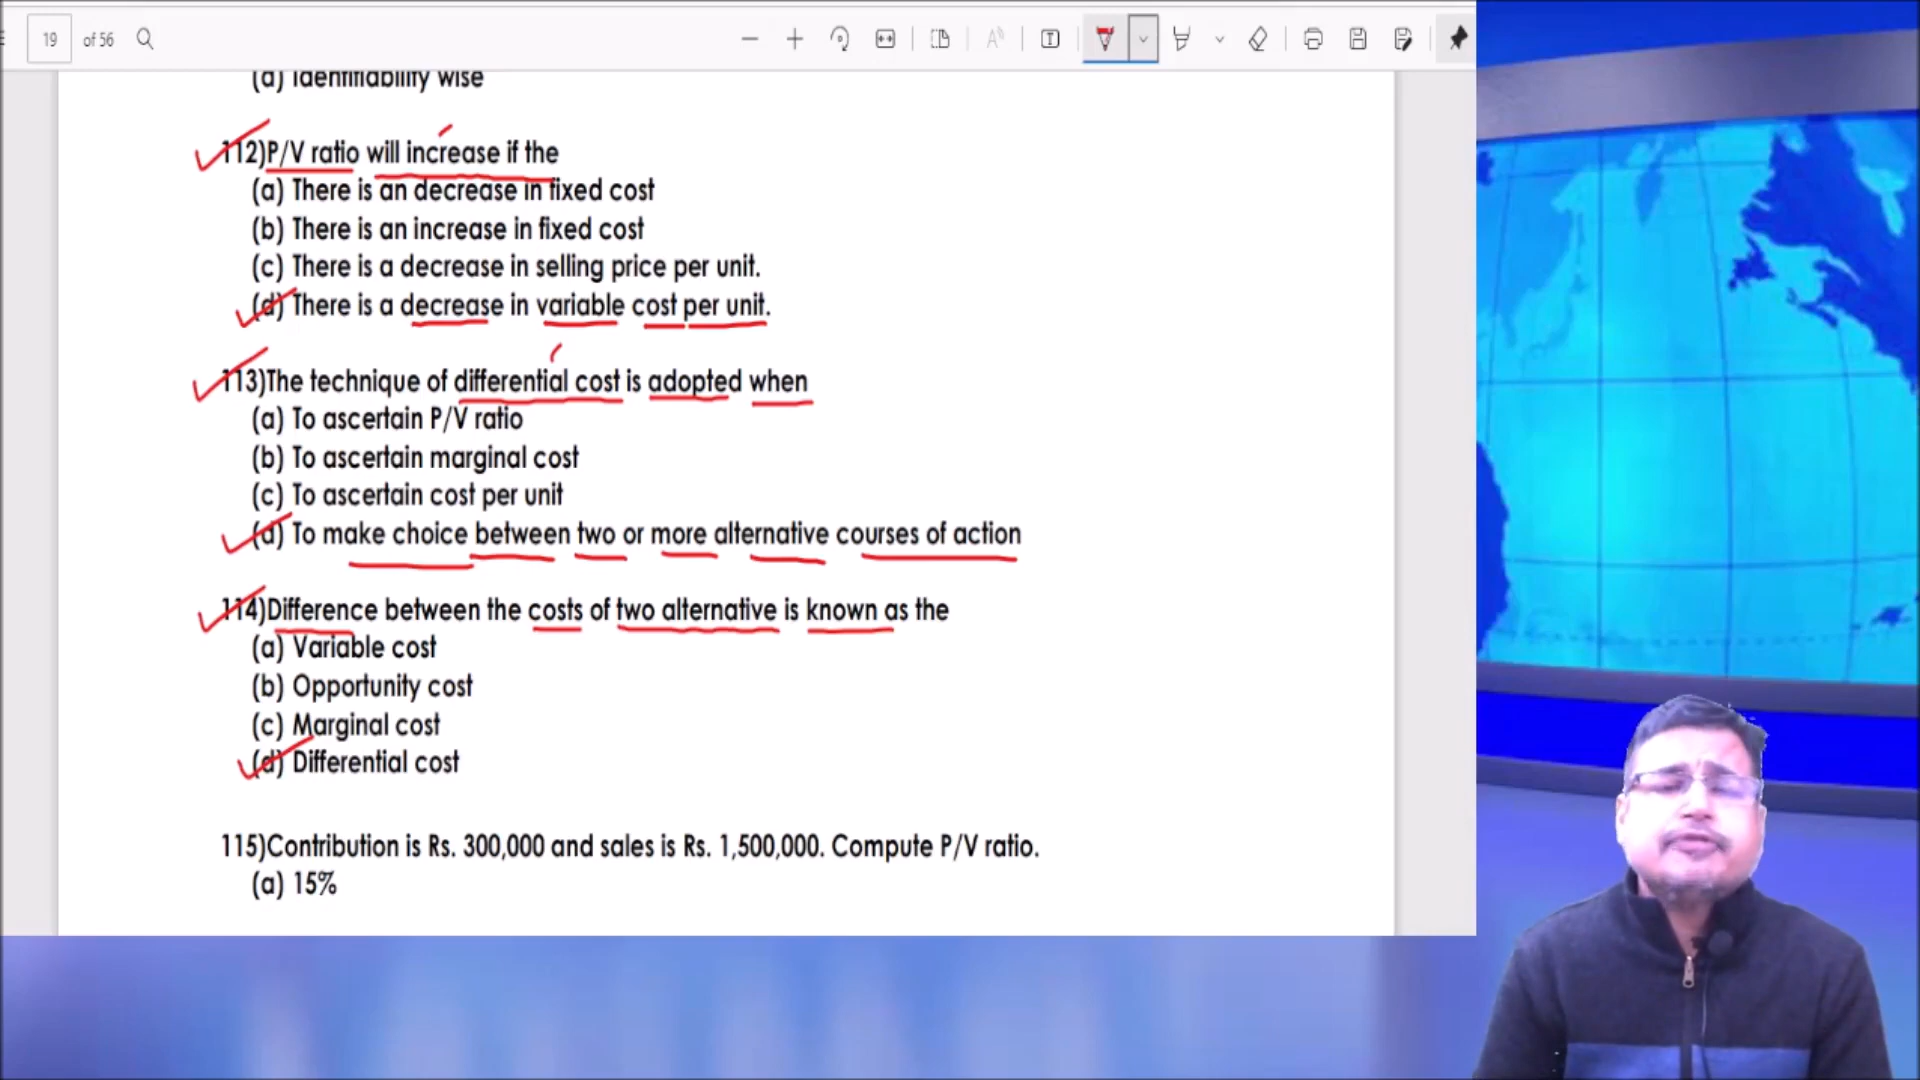 19 of 56
(d) Identifiability wise
112)P/V ratio will increase if the
(a) There is an decrease in fixed cost
(b) There is an increase in fixed cost
(c) There is a decrease in selling price per unit.
(d) There is a decrease in variable cost per unit.
113)The technique of differential cost is adopted when
(a) To ascertain P/V ratio
(b) To ascertain marginal cost
(c) To ascertain cost per unit
(d) To make choice between two or more alternative courses of action
114)Difference between the costs of two alternative is known as the
(a) Variable cost
(b) Opportunity cost
(c) Marginal cost
(d) Differential cost
115)Contribution is Rs. 300,000 and sales is Rs. 1,500,000. Compute P/V ratio.
(a) 15%